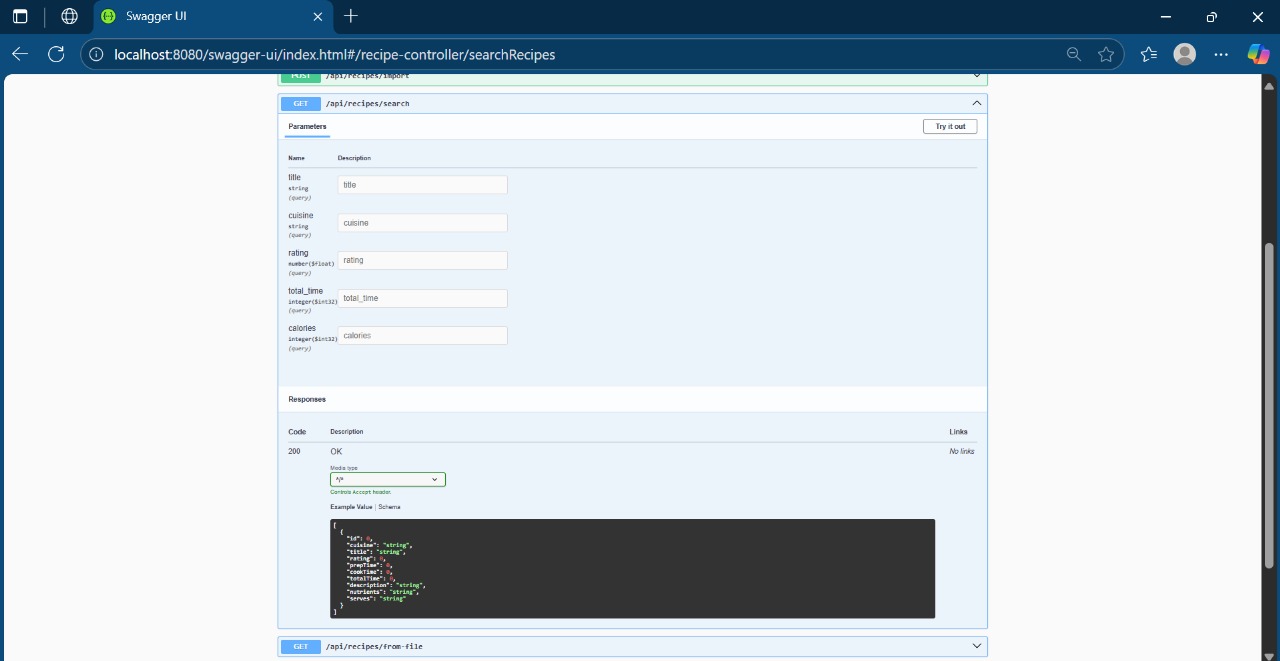 Swagger UI
localhost:8080/swagger-ui/index.html#/recipe-controller/searchRecipes
POST /api/recipes/import
GET /api/recipes/search
Parameters
Try it out
Name Description
title
string
(query)
title
cuisine
string
(query)
cuisine
rating
number($float)
(query)
rating
total_time
integer($int32)
(query)
total_time
calories
integer($int32)
(query)
calories
Responses
Code Description Links
200 OK No links
Media type
*/*
Controls Accept header.
Example Value | Schema
[
{
"id": 0,
"cuisine": "string",
"title": "string",
"rating": 0,
"prepTime": 0,
"cookTime": 0,
"totalTime": 0,
"description": "string",
"nutrients": "string",
"serves": "string"
}
]
GET /api/recipes/from-file